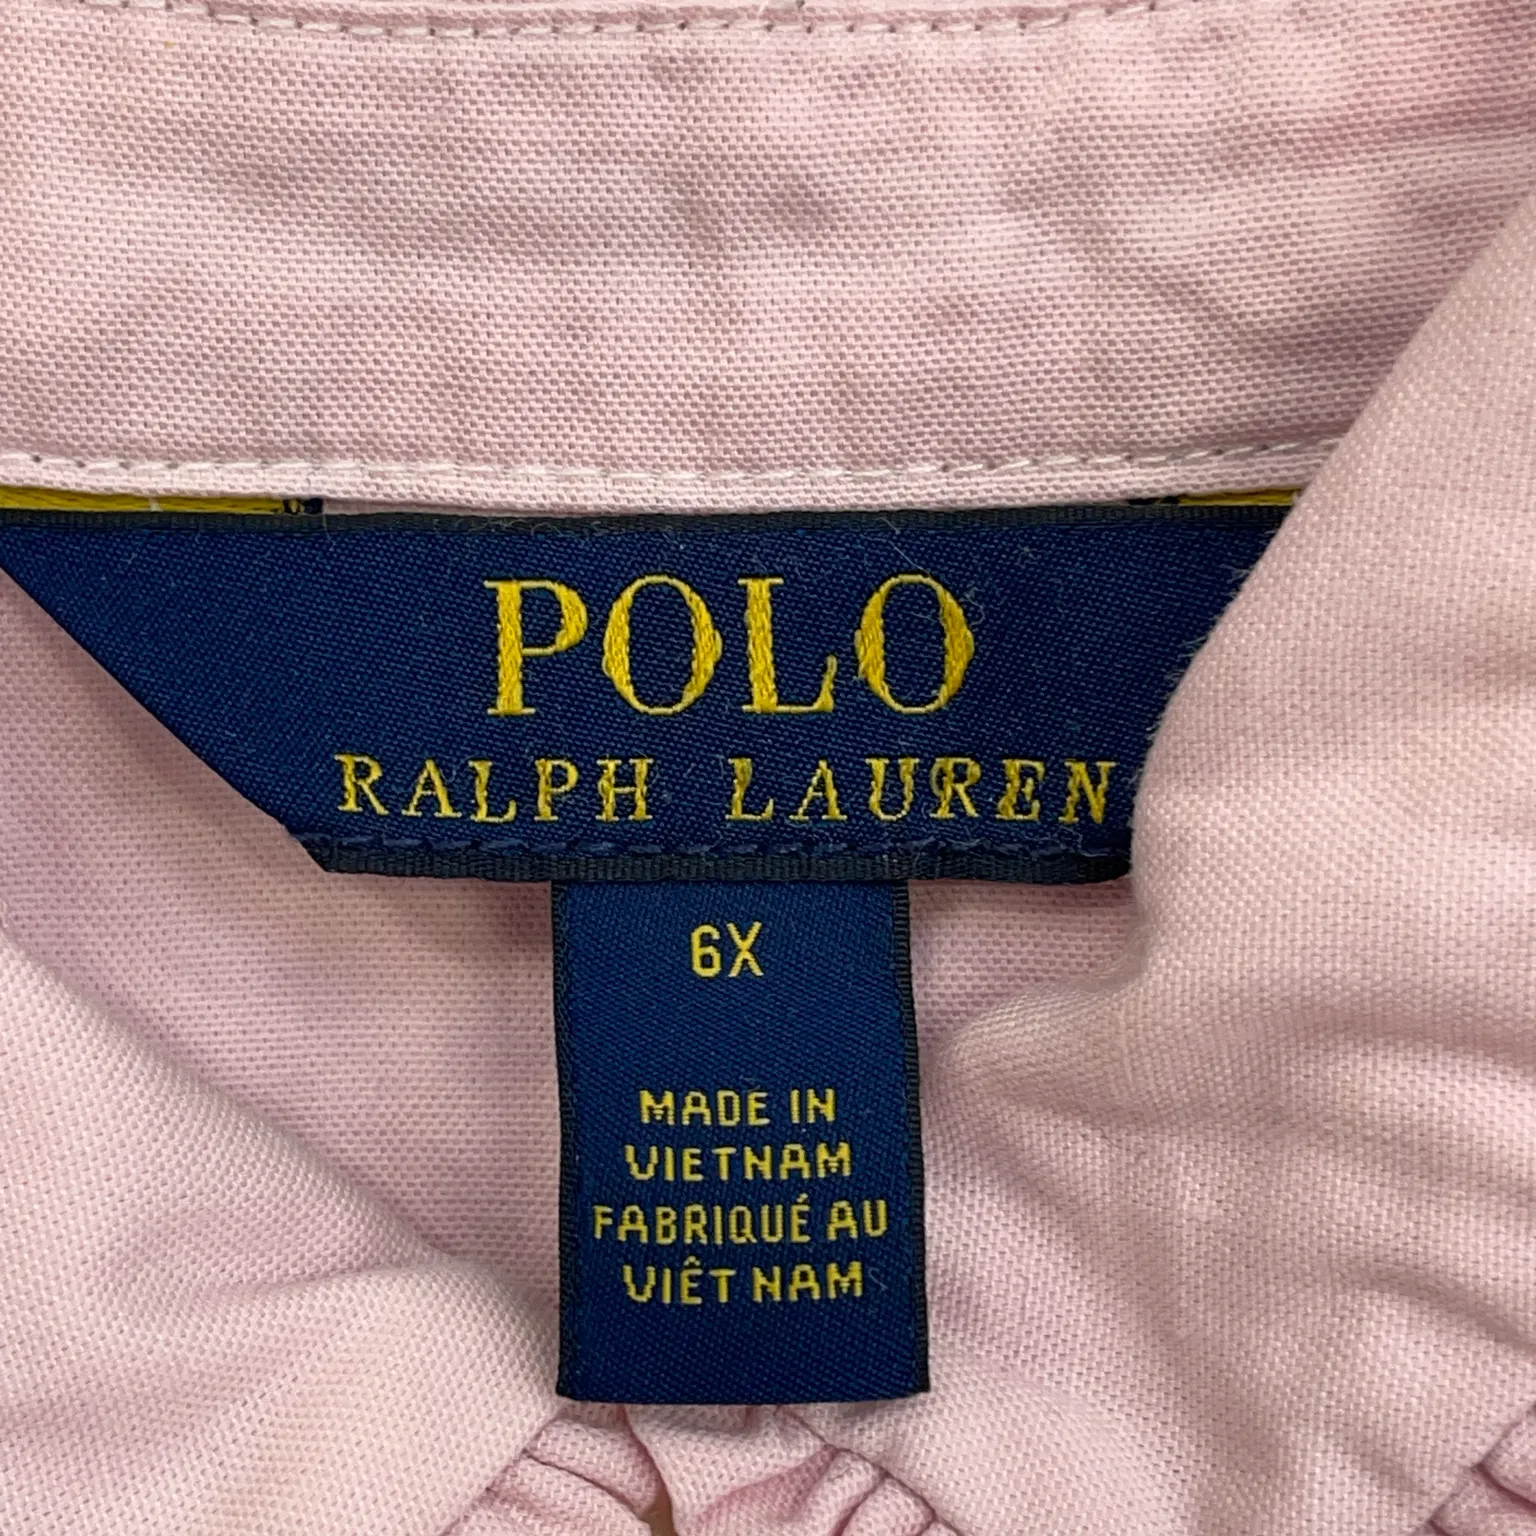 POLO
RALPH LAUREN
6X
MADE IN
VIETNAM
FABRIQUÉ AU
VIÊT NAM